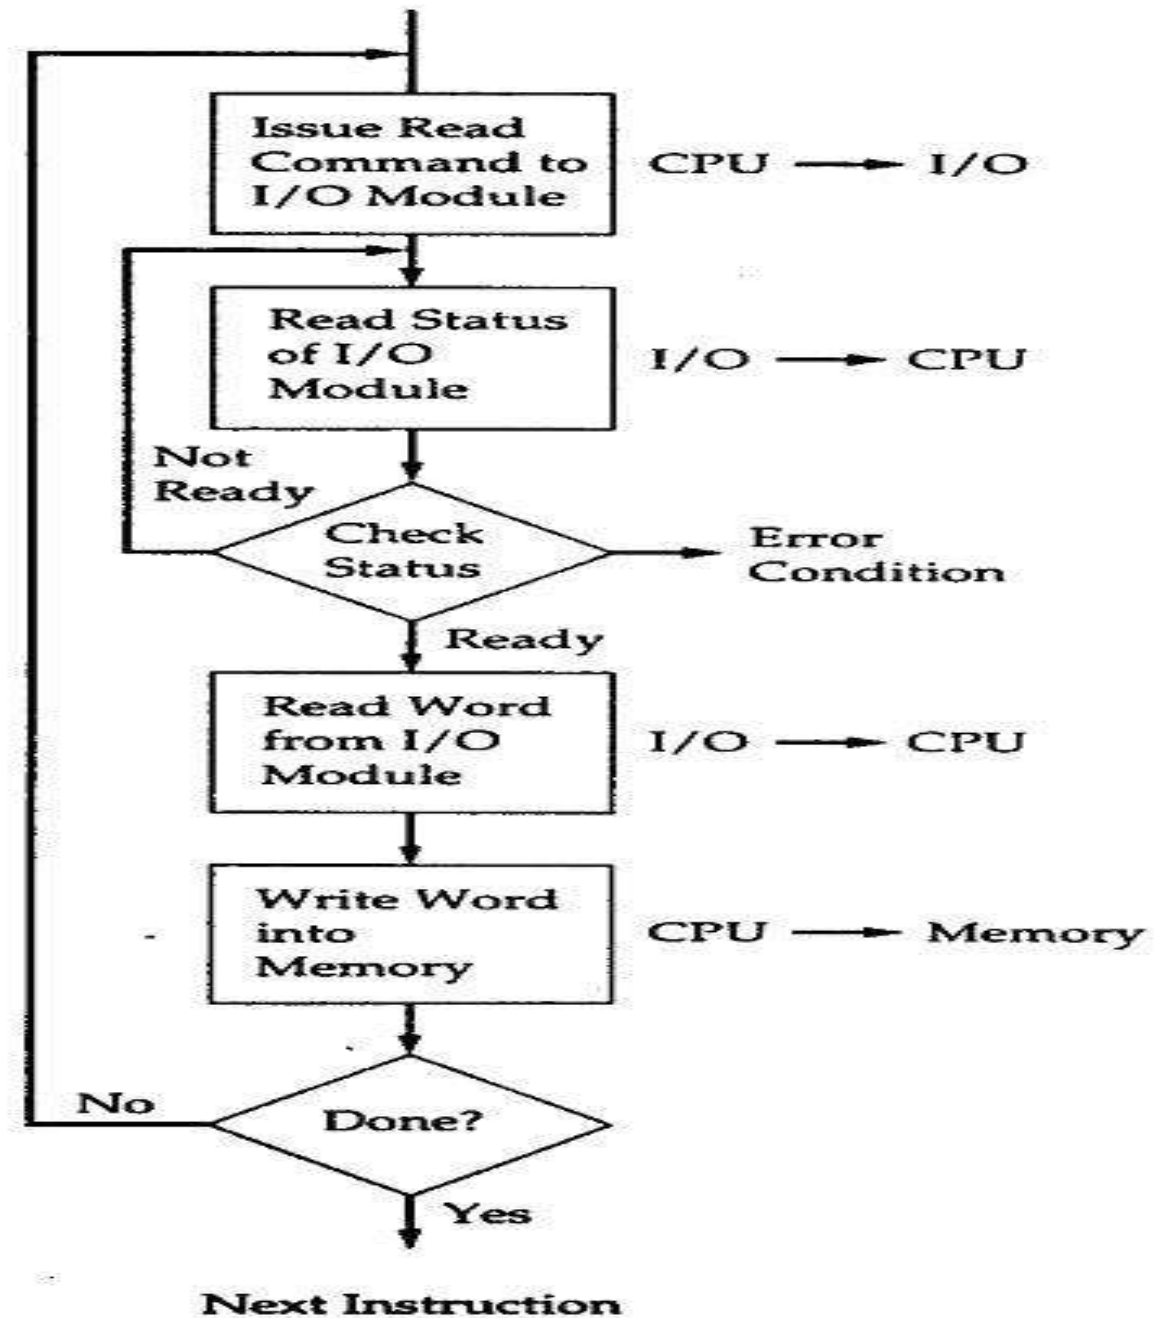 Issue Read
Command to
I/O Module
CPU → I/O
Read Status
of I/O
Module
I/O → CPU
Not
Ready
Check
Status
Error
Condition
Ready
Read Word
from I/O
Module
I/O → CPU
Write Word
into
Memory
CPU → Memory
No
Done?
Yes
Next Instruction